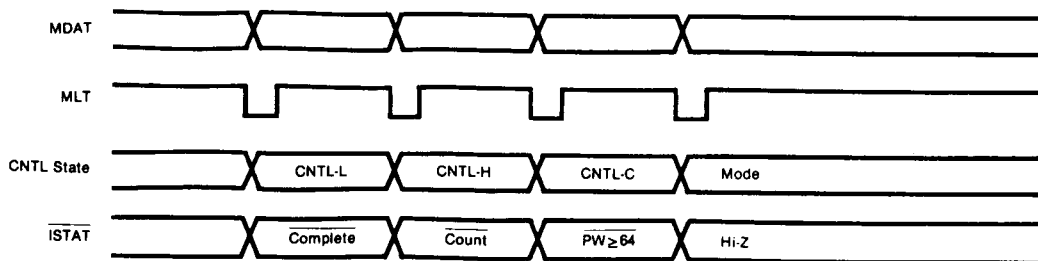 MDAT
MLT
CNTL State CNTL-L CNTL-H CNTL-C Mode
ISTAT Complete Count PW ≥ 64 Hi-Z